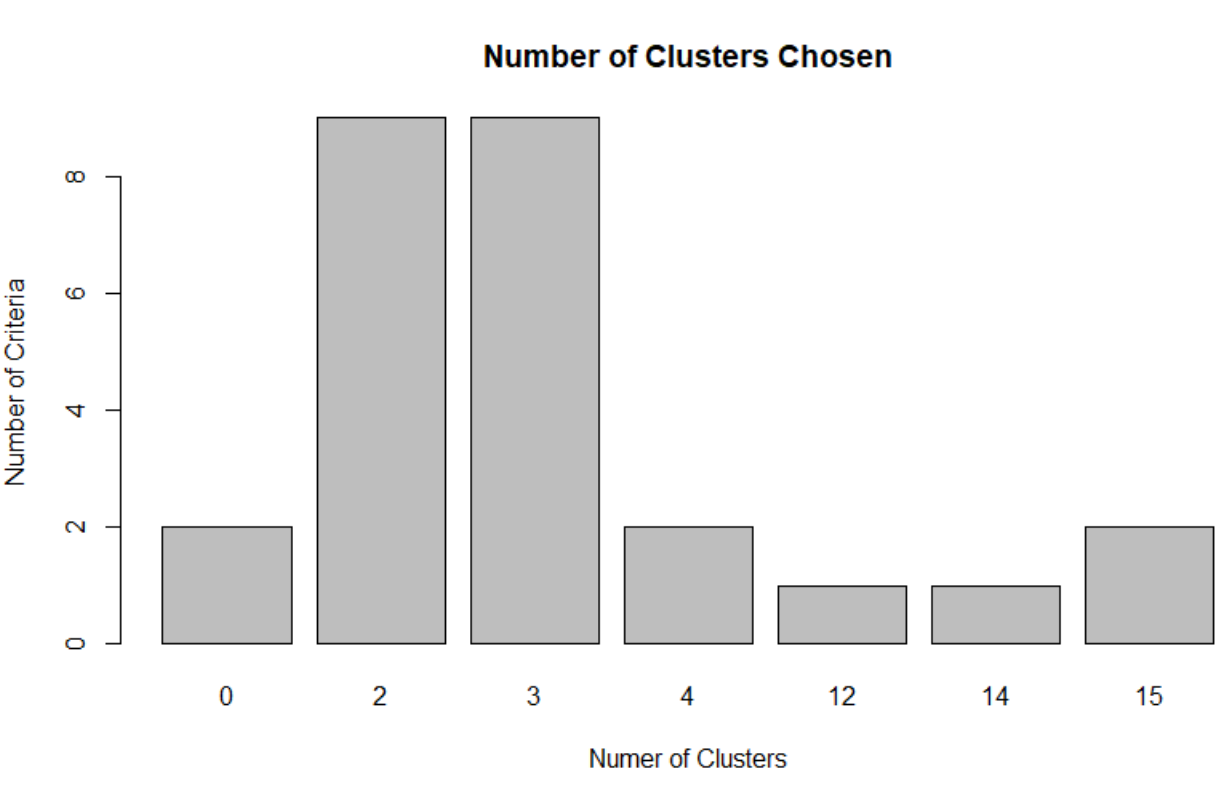 Number of Clusters Chosen
Number of Criteria
8
6
4
2
0
0 2 3 4 12 14 15
Numer of Clusters